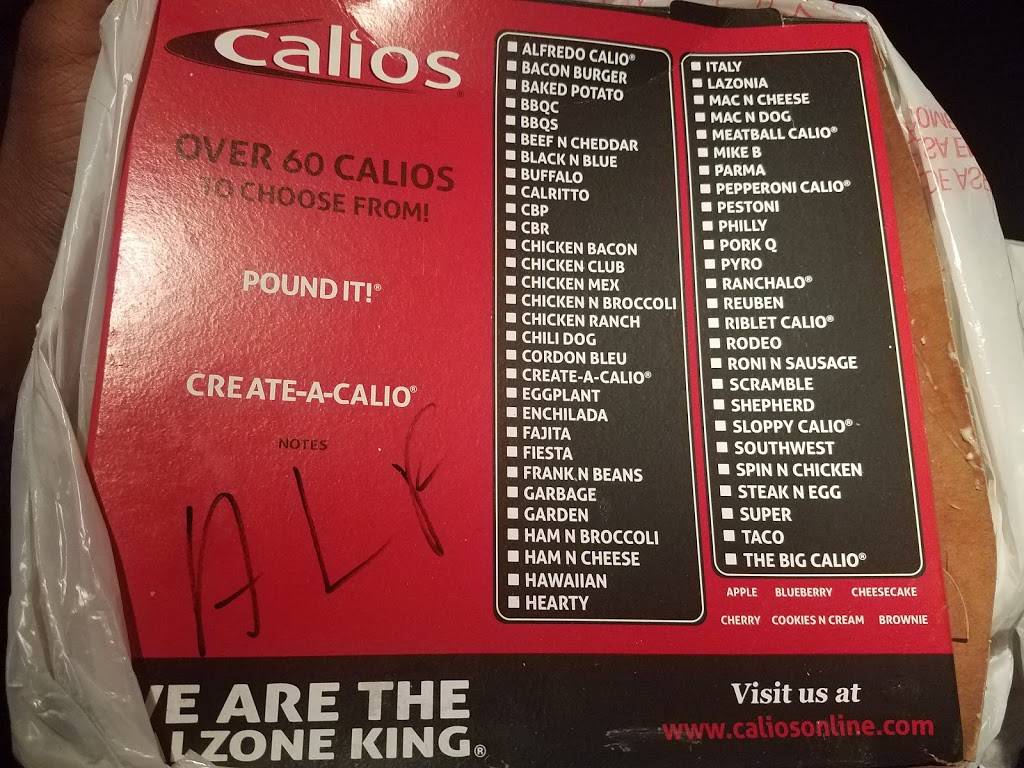 calios®
OVER 60 CALIOS
TO CHOOSE FROM!
POUND IT!®
CREATE-A-CALIO®
NOTES
ALF
ALFREDO CALIO®
BACON BURGER
BAKED POTATO
BBQC
BBQS
BEEF N CHEDDAR
BLACK N BLUE
BUFFALO
CALRITTO
CBP
CBR
CHICKEN BACON
CHICKEN CLUB
CHICKEN MEX
CHICKEN N BROCCOLI
CHICKEN RANCH
CHILI DOG
CORDON BLEU
CREATE-A-CALIO®
EGGPLANT
ENCHILADA
FAJITA
FIESTA
FRANK N BEANS
GARBAGE
GARDEN
HAM N BROCCOLI
HAM N CHEESE
HAWAIIAN
HEARTY
ITALY
LAZONIA
MAC N CHEESE
MAC N DOG
MEATBALL CALIO®
MIKE B
PARMA
PEPPERONI CALIO®
PESTONI
PHILLY
PORK Q
PYRO
RANCHALO®
REUBEN
RIBLET CALIO®
RODEO
RONI N SAUSAGE
SCRAMBLE
SHEPHERD
SLOPPY CALIO®
SOUTHWEST
SPIN N CHICKEN
STEAK N EGG
SUPER
TACO
THE BIG CALIO®
APPLE BLUEBERRY CHEESECAKE
CHERRY COOKIES N CREAM BROWNIE
WE ARE THE
LZONE KING®
Visit us at
www.caliosonline.com